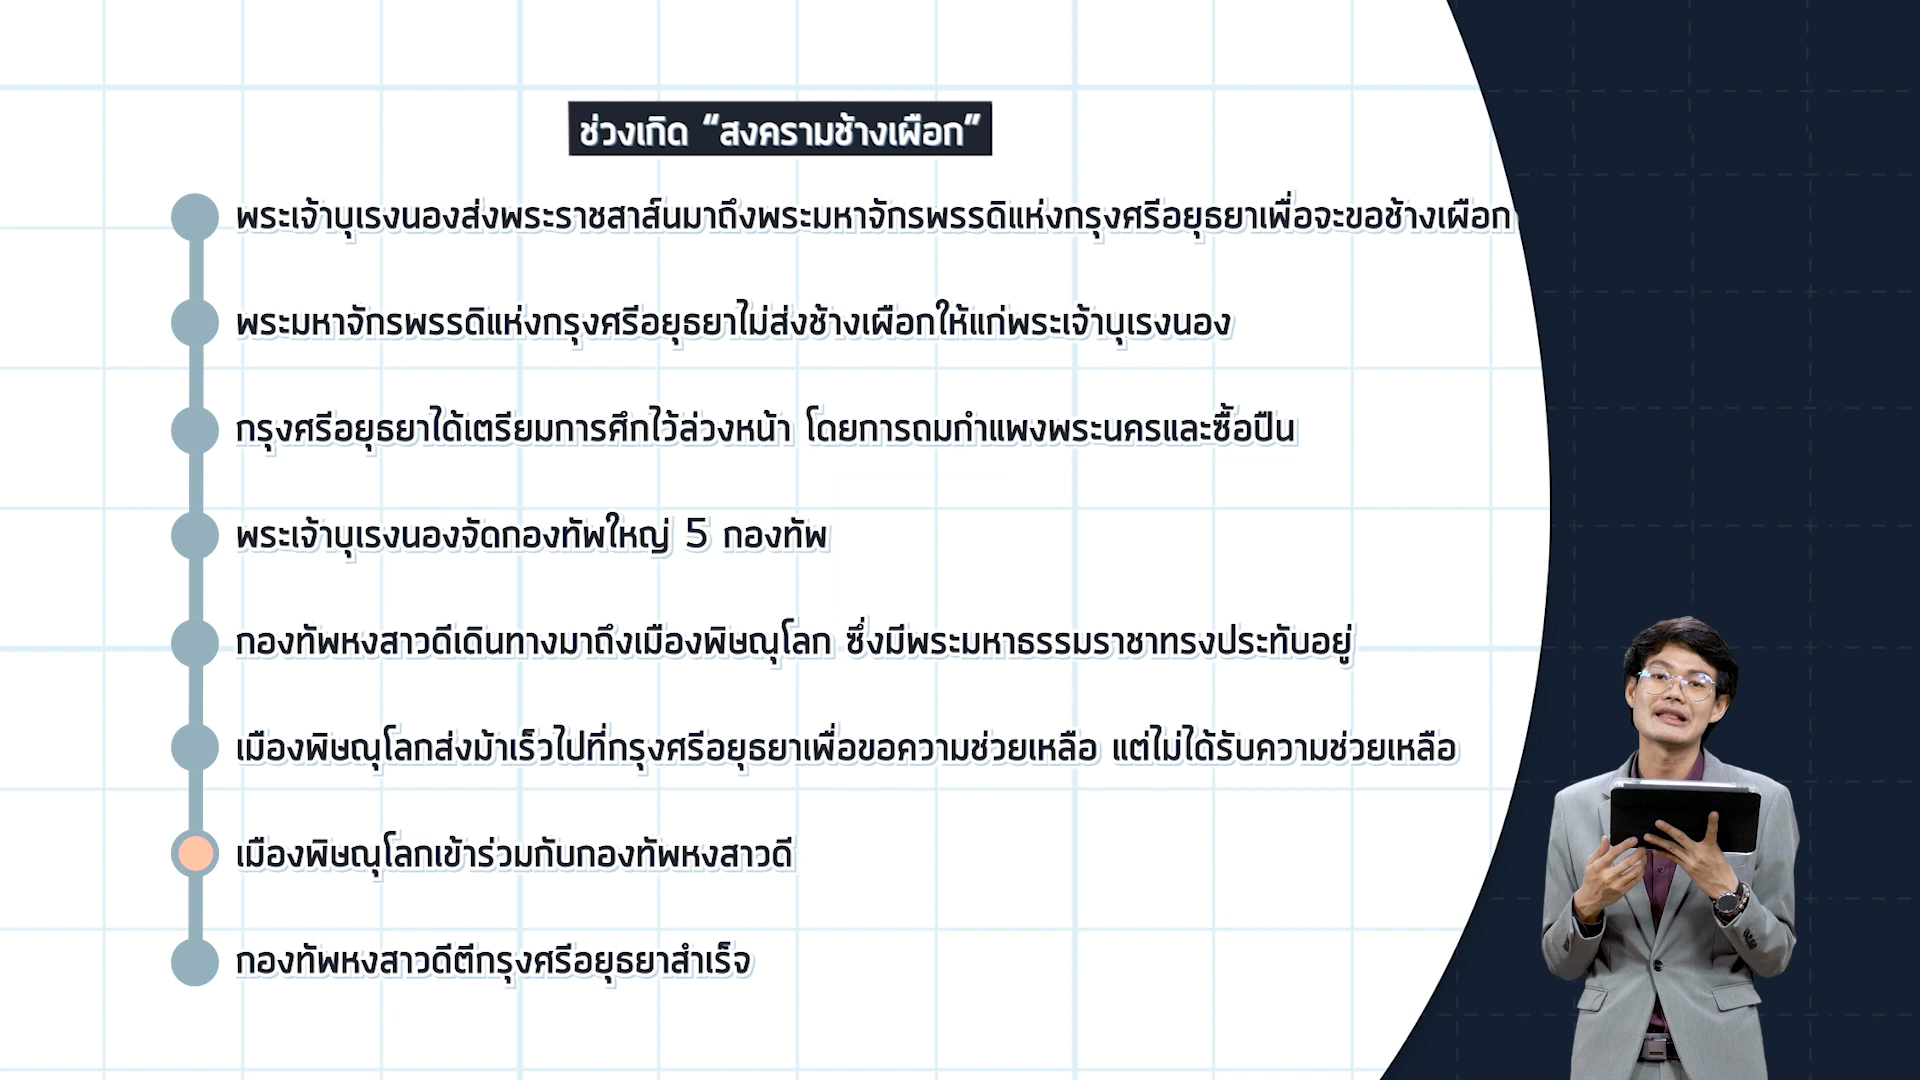 ช่วงเกิด “สงครามช้างเผือก”
พระเจ้าบุเรงนองส่งพระราชสาส์นมาถึงพระมหาจักรพรรดิแห่งกรุงศรีอยุธยาเพื่อจะขอช้างเผือก
พระมหาจักรพรรดิแห่งกรุงศรีอยุธยาไม่ส่งช้างเผือกให้แก่พระเจ้าบุเรงนอง
กรุงศรีอยุธยาได้เตรียมการศึกไว้ล่วงหน้า โดยการถมกำแพงพระนครและซื้อปืน
พระเจ้าบุเรงนองจัดกองทัพใหญ่ 5 กองทัพ
กองทัพหงสาวดีเดินทางมาถึงเมืองพิษณุโลก ซึ่งมีพระมหาธรรมราชาทรงประทับอยู่
เมืองพิษณุโลกส่งม้าเร็วไปที่กรุงศรีอยุธยาเพื่อขอความช่วยเหลือ แต่ไม่ได้รับความช่วยเหลือ
เมืองพิษณุโลกเข้าร่วมกับกองทัพหงสาวดี
กองทัพหงสาวดีตีกรุงศรีอยุธยาสำเร็จ